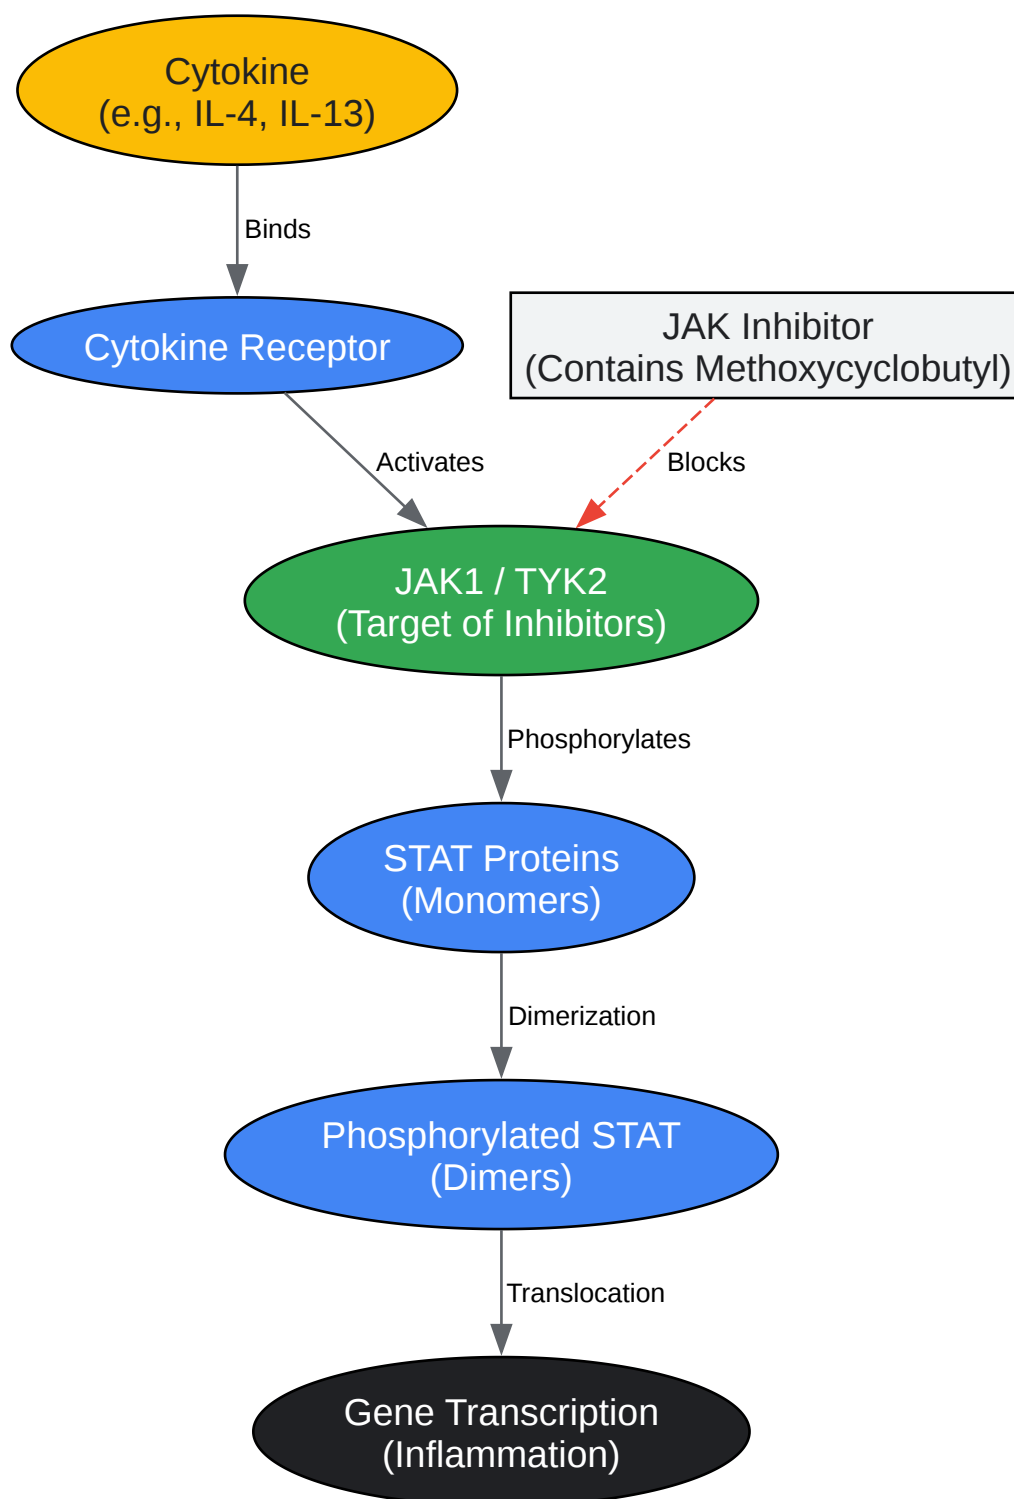 Cytokine
(e.g., IL-4, IL-13)
Binds
Cytokine Receptor
JAK Inhibitor
(Contains Methoxycyclobutyl)
Activates
Blocks
JAK1 / TYK2
(Target of Inhibitors)
Phosphorylates
STAT Proteins
(Monomers)
Dimerization
Phosphorylated STAT
(Dimers)
Translocation
Gene Transcription
(Inflammation)